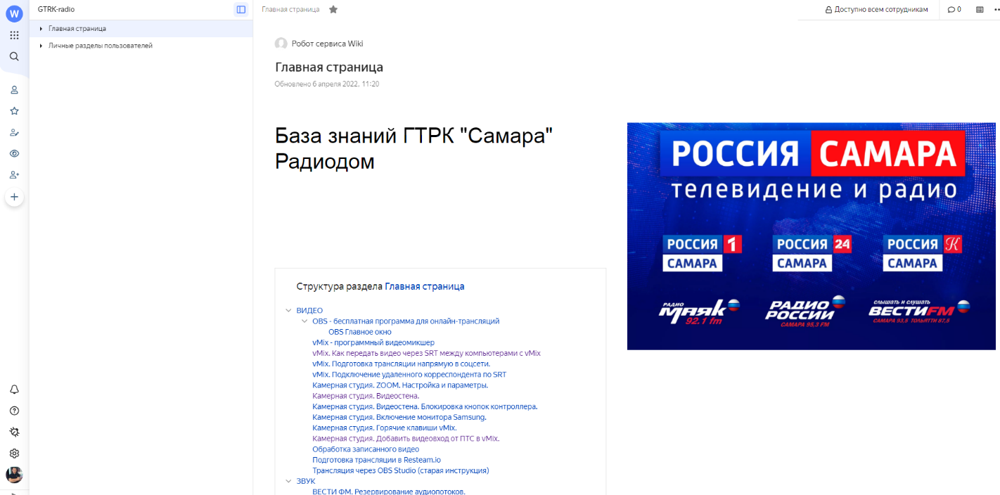 W
GTRK-radio
Главная страница
Личные разделы пользователей
Главная страница
Доступно всем сотрудникам
0
Робот сервиса Wiki
Главная страница
Обновлено 6 апреля 2022, 11:20
База знаний ГТРК "Самара"
Радиодом
РОССИЯ САМАРА
телевидение и радио
РОССИЯ 1
САМАРА
РОССИЯ 24
САМАРА
РОССИЯ К
САМАРА
РАДИО
МАЯК
92.1 fm
РАДИО
РОССИИ
САМАРА 95,3 FM
СЛЫШАТЬ И СЛУШАТЬ
ВЕСТИ FM
САМАРА 93,5 ТОЛЬЯТТИ 87,5
Структура раздела Главная страница
ВИДЕО
OBS - бесплатная программа для онлайн-трансляций
OBS Главное окно
vMix - программный видеомикшер
vMix. Как передать видео через SRT между компьютерами с vMix
vMix. Подготовка трансляции напрямую в соцсети.
vMix. Подключение удаленного корреспондента по SRT
Камерная студия. ZOOM. Настройка и параметры.
Камерная студия. Видеостена.
Камерная студия. Видеостена. Блокировка кнопок контроллера.
Камерная студия. Включение монитора Samsung.
Камерная студия. Горячие клавиши vMix.
Камерная студия. Добавить видеовход от ПТС в vMix.
Обработка записанного видео
Подготовка трансляции в Resteam.io
Трансляция через OBS Studio (старая инструкция)
ЗВУК
ВЕСТИ ФМ. Резервирование аудиопотоков.